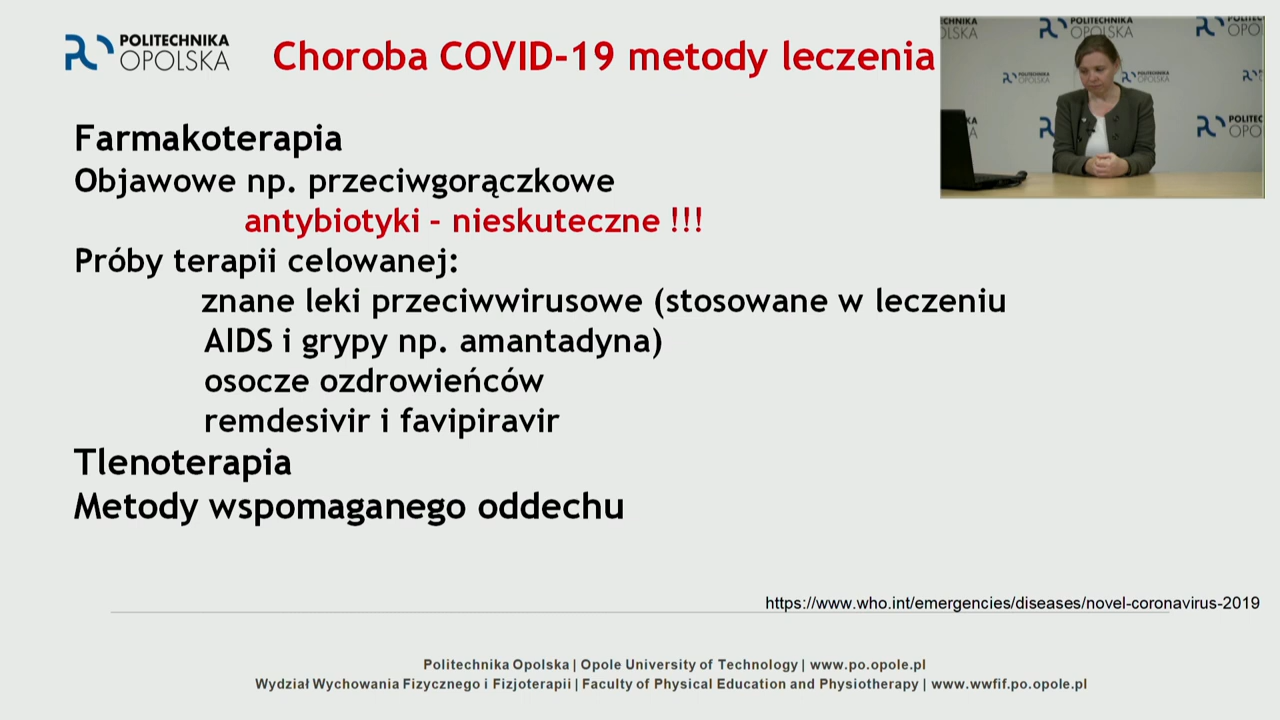 POLITECHNIKA
OPOLSKA
Choroba COVID-19 metody leczenia
Farmakoterapia
Objawowe np. przeciwgorączkowe
antybiotyki – nieskuteczne !!!
Próby terapii celowanej:
znane leki przeciwwirusowe (stosowane w leczeniu
AIDS i grypy np. amantadyna)
osocze ozdrowieńców
remdesivir i favipiravir
Tlenoterapia
Metody wspomaganego oddechu
https://www.who.int/emergencies/diseases/novel-coronavirus-2019
Politechnika Opolska | Opole University of Technology | www.po.opole.pl
Wydział Wychowania Fizycznego i Fizjoterapii | Faculty of Physical Education and Physiotherapy | www.wwfif.po.opole.pl